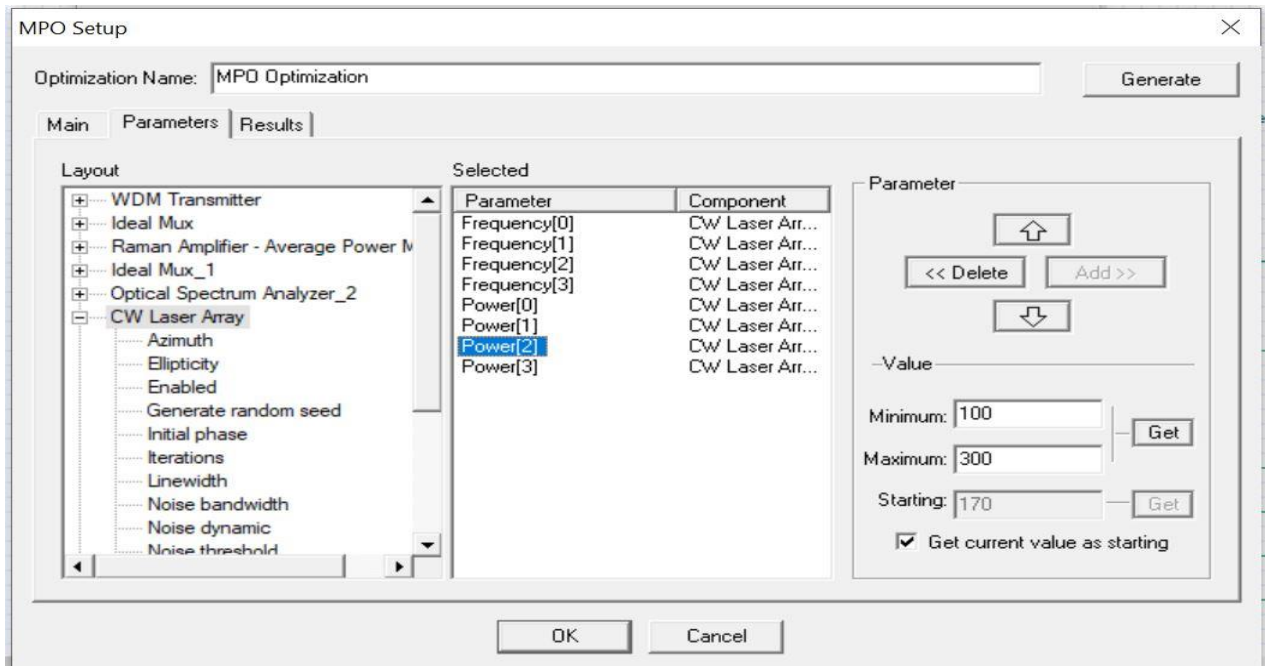 MPO Setup
Optimization Name: MPO Optimization
Generate
Main Parameters Results
Layout
WDM Transmitter
Ideal Mux
Raman Amplifier - Average Power M
Ideal Mux_1
Optical Spectrum Analyzer_2
CW Laser Array
Azimuth
Ellipticity
Enabled
Generate random seed
Initial phase
Iterations
Linewidth
Noise bandwidth
Noise dynamic
Noise threshold
Selected
Parameter Component
Frequency[0] CW Laser Arr...
Frequency[1] CW Laser Arr...
Frequency[2] CW Laser Arr...
Frequency[3] CW Laser Arr...
Power[0] CW Laser Arr...
Power[1] CW Laser Arr...
Power[2] CW Laser Arr...
Power[3] CW Laser Arr...
Parameter
<< Delete Add >>
Value
Minimum: 100
Get
Maximum: 300
Starting: 170 Get
Get current value as starting
OK Cancel